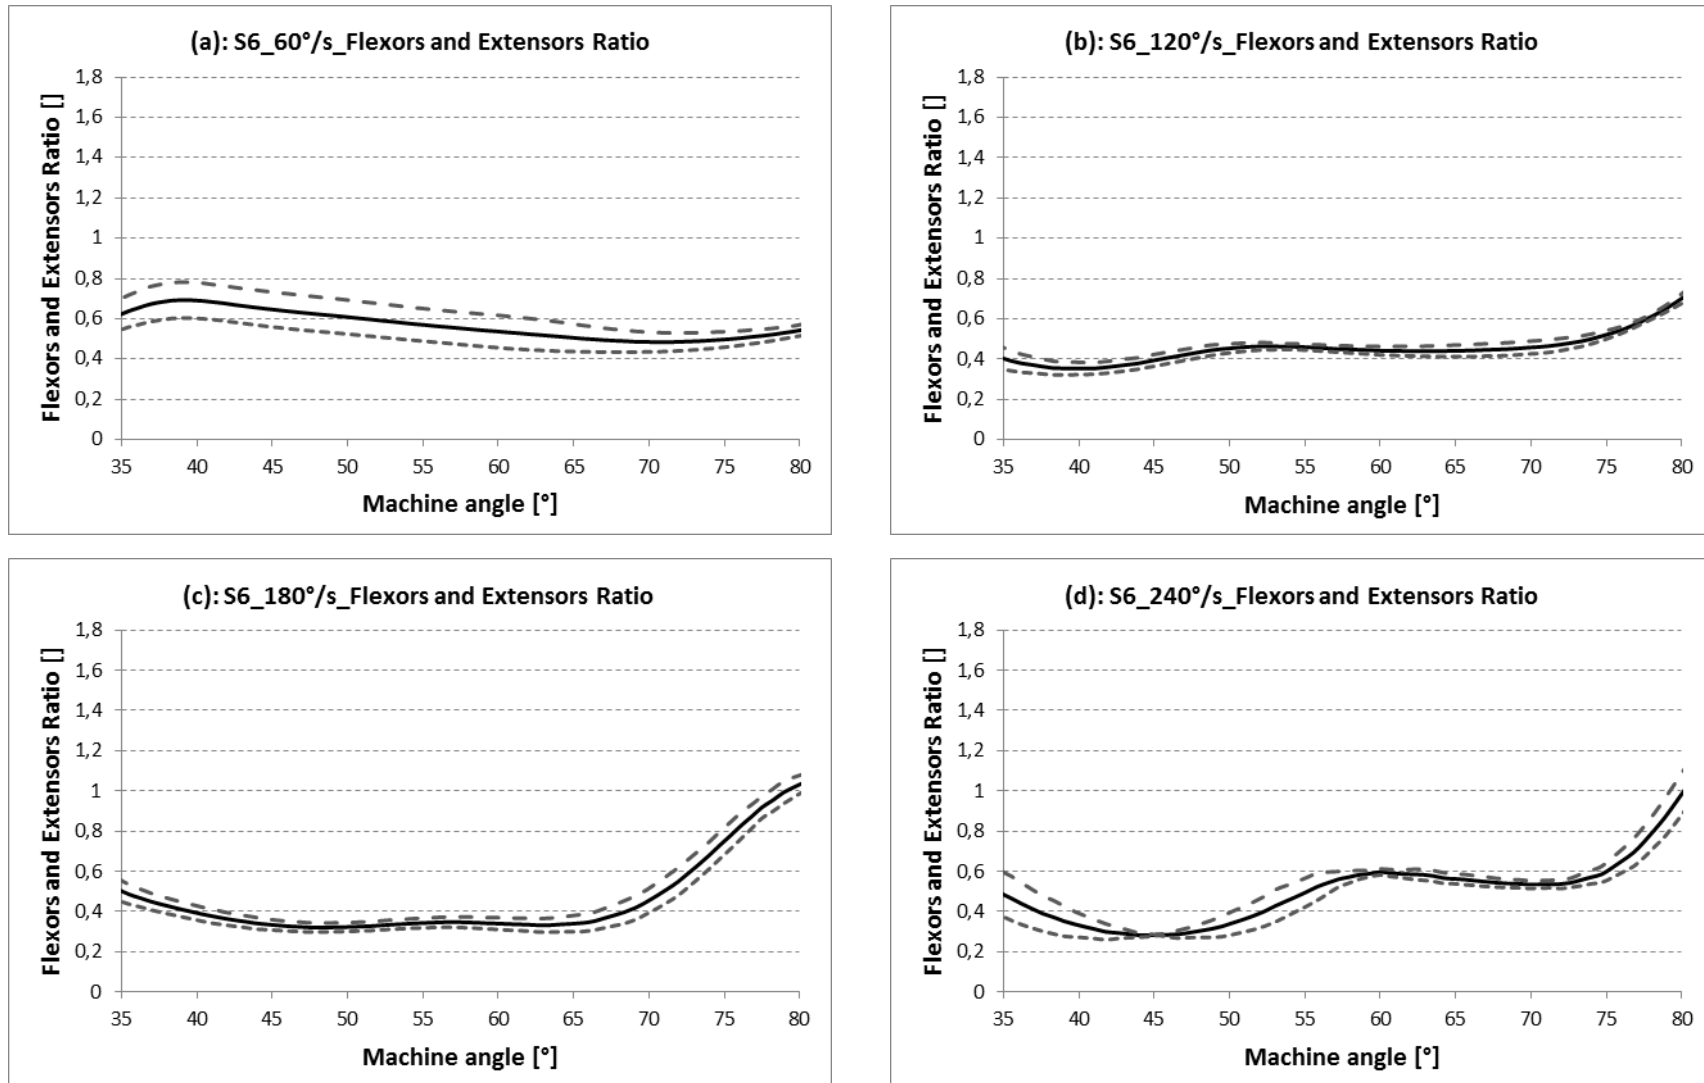 (a): S6_60°/s_Flexors and Extensors Ratio
Flexors and Extensors Ratio []
1,8
1,6
1,4
1,2
1
0,8
0,6
0,4
0,2
0
35 40 45 50 55 60 65 70 75 80
Machine angle [°]
(b): S6_120°/s_Flexors and Extensors Ratio
Flexors and Extensors Ratio []
1,8
1,6
1,4
1,2
1
0,8
0,6
0,4
0,2
0
35 40 45 50 55 60 65 70 75 80
Machine angle [°]
(c): S6_180°/s_Flexors and Extensors Ratio
Flexors and Extensors Ratio []
1,8
1,6
1,4
1,2
1
0,8
0,6
0,4
0,2
0
35 40 45 50 55 60 65 70 75 80
Machine angle [°]
(d): S6_240°/s_Flexors and Extensors Ratio
Flexors and Extensors Ratio []
1,8
1,6
1,4
1,2
1
0,8
0,6
0,4
0,2
0
35 40 45 50 55 60 65 70 75 80
Machine angle [°]